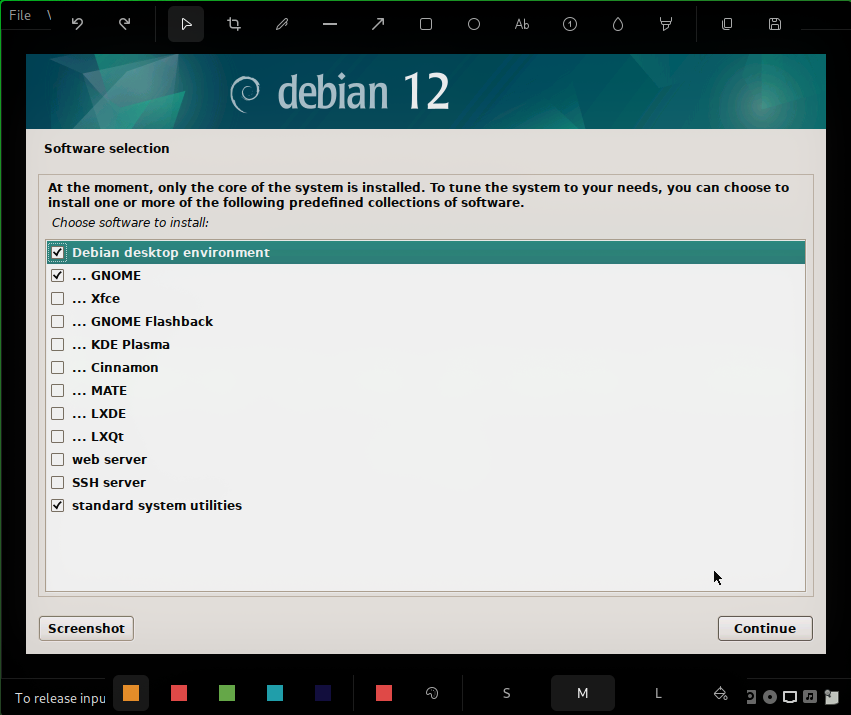 File
Ab
1
debian 12
Software selection
At the moment, only the core of the system is installed. To tune the system to your needs, you can choose to
install one or more of the following predefined collections of software.
Choose software to install:
Debian desktop environment
... GNOME
... Xfce
... GNOME Flashback
... KDE Plasma
... Cinnamon
... MATE
... LXDE
... LXQt
web server
SSH server
standard system utilities
Screenshot
Continue
To release inpu
S
M
L